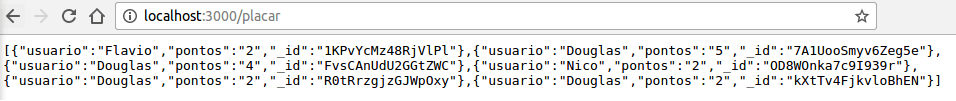 localhost:3000/placar
[{"usuario":"Flavio","pontos":"2","_id":"1KPvYcMz48RjVlPl"},{"usuario":"Douglas","pontos":"5","_id":"7A1UooSmyv6Zeg5e"},
{"usuario":"Douglas","pontos":"4","_id":"FvsCAnUdU2GGtZWC"},{"usuario":"Nico","pontos":"2","_id":"OD8WOnka7c9I939r"},
{"usuario":"Douglas","pontos":"2","_id":"R0tRrzgjzGJWpOxy"},{"usuario":"Douglas","pontos":"2","_id":"kXtTv4FjkvloBhEN"}]